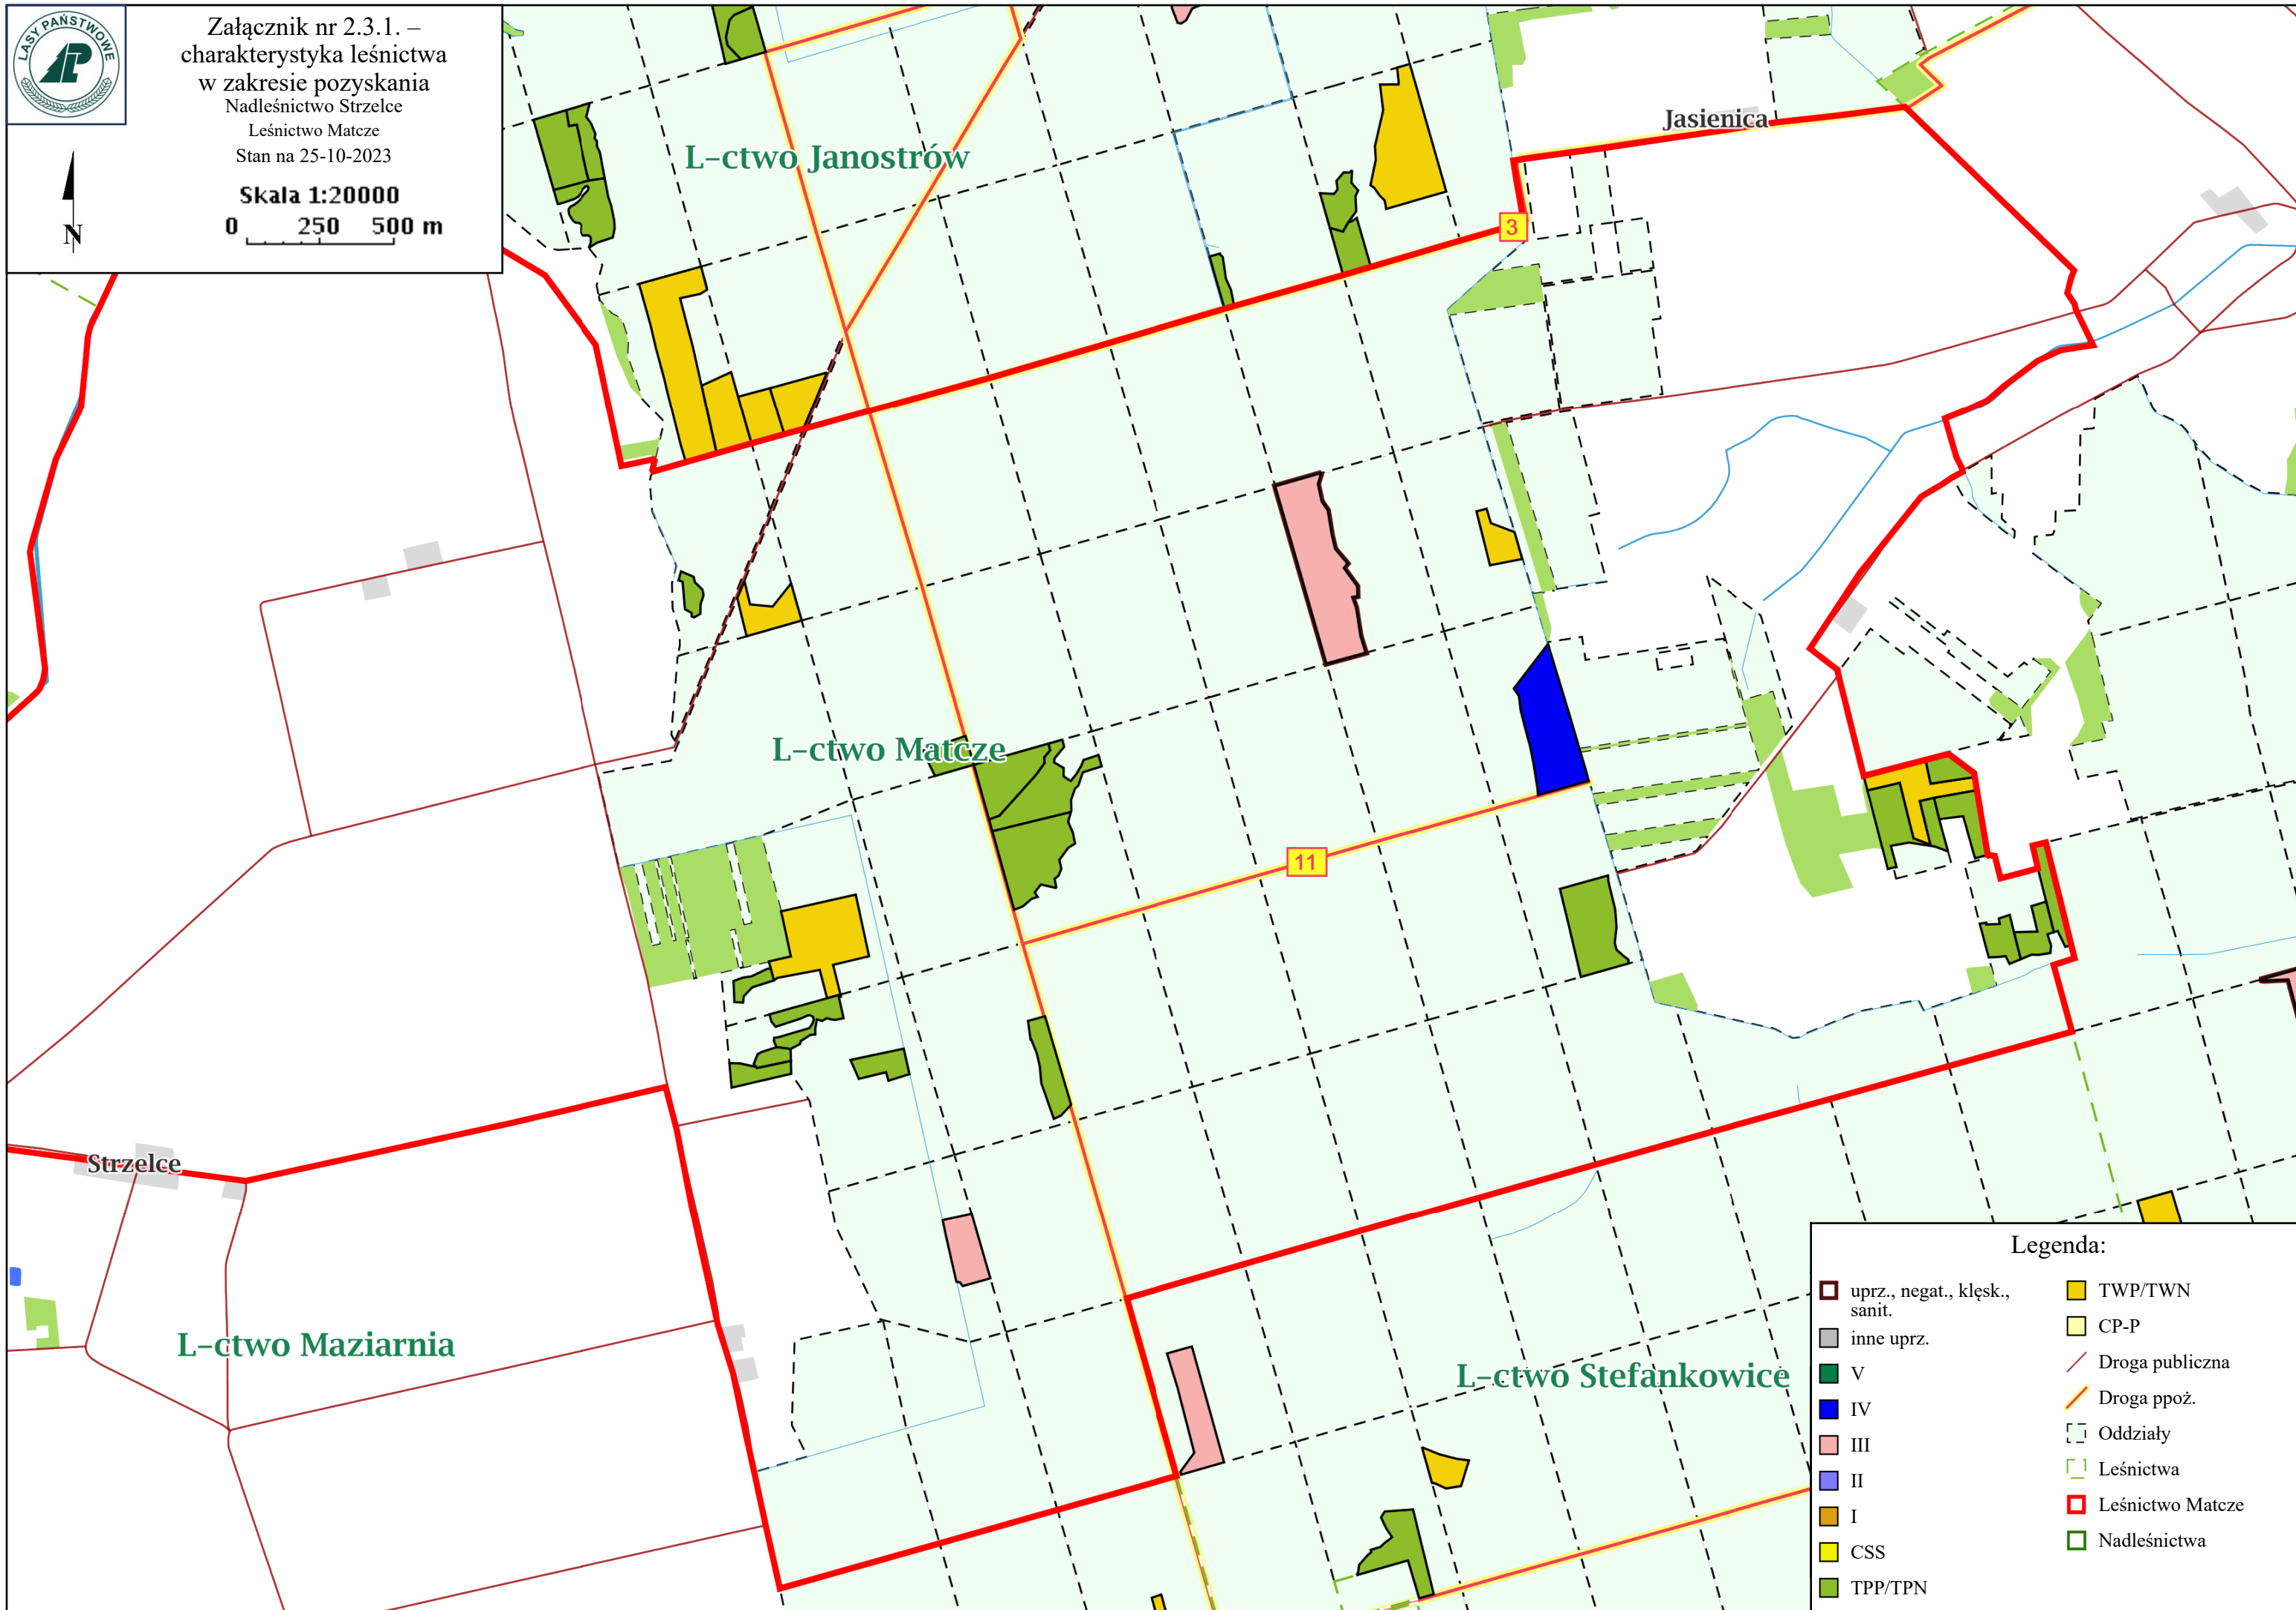 LASY PAŃSTWOWE
Załącznik nr 2.3.1. –
charakterystyka leśnictwa
w zakresie pozyskania
Nadleśnictwo Strzelce
Leśnictwo Matcze
Stan na 25-10-2023
Skala 1:20000
0 250 500 m
N
Jasienica
L-ctwo Janostrów
3
L-ctwo Matcze
11
Strzelce
L-ctwo Maziarnia
L-ctwo Stefankowice
Legenda:
uprz., negat., klęsk.,
sanit.
inne uprz.
V
IV
III
II
I
CSS
TPP/TPN
TWP/TWN
CP-P
Droga publiczna
Droga ppoż.
Oddziały
Leśnictwa
Leśnictwo Matcze
Nadleśnictwa